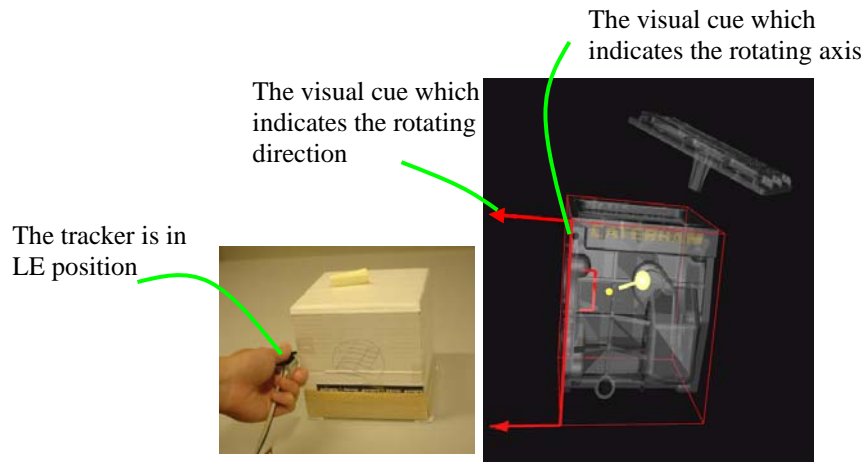 The visual cue which
indicates the rotating axis
The visual cue which
indicates the rotating
direction
The tracker is in
LE position